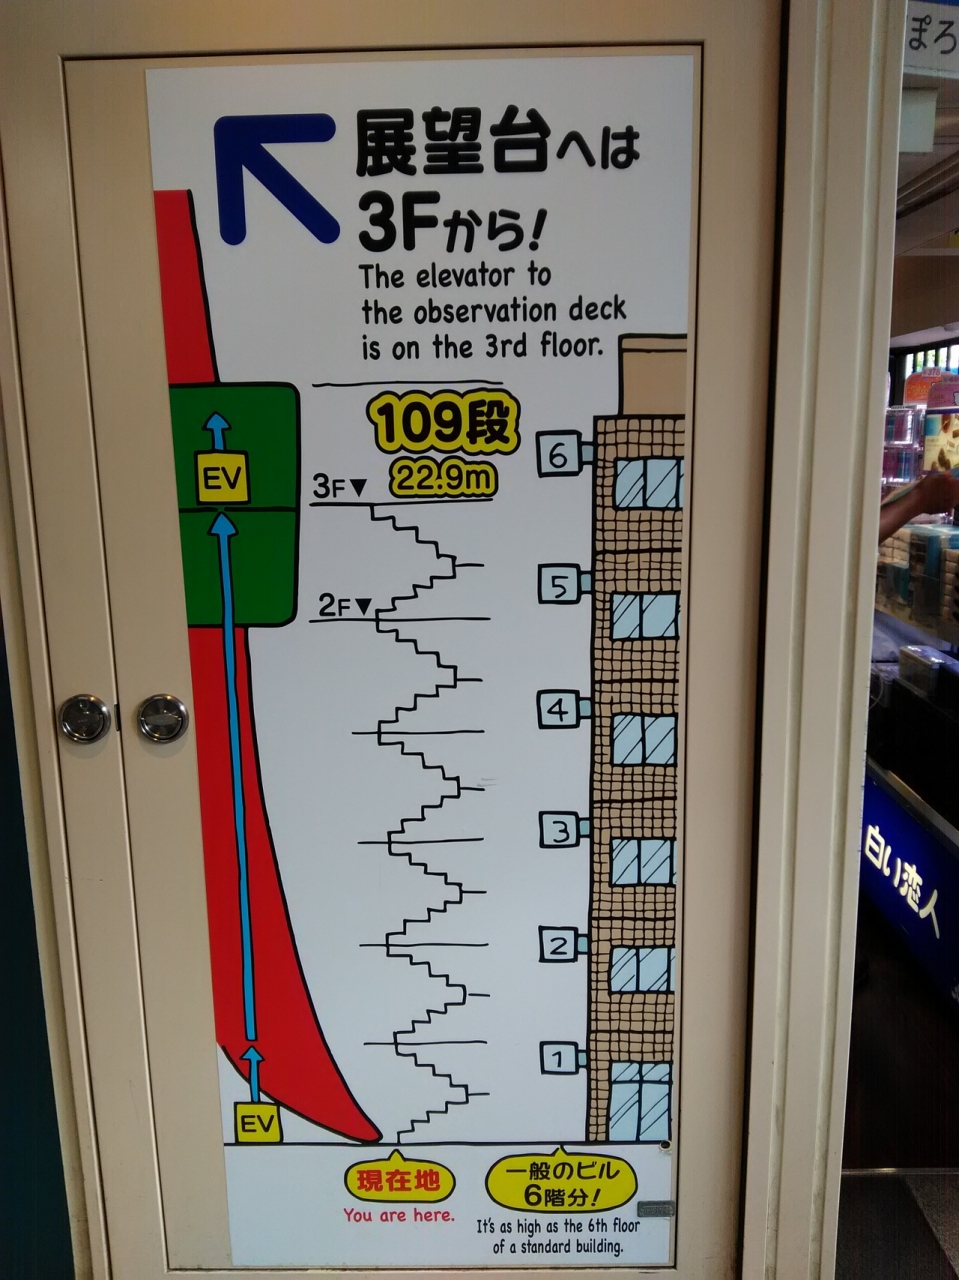 展望台へは
3Fから!
The elevator to
the observation deck
is on the 3rd floor.
109段
22.9m
EV
3F▼
2F▼
6
5
4
3
2
1
EV
現在地
You are here.
一般のビル
6階分!
It's as high as the 6th floor
of a standard building.
ぽろ
白い恋人